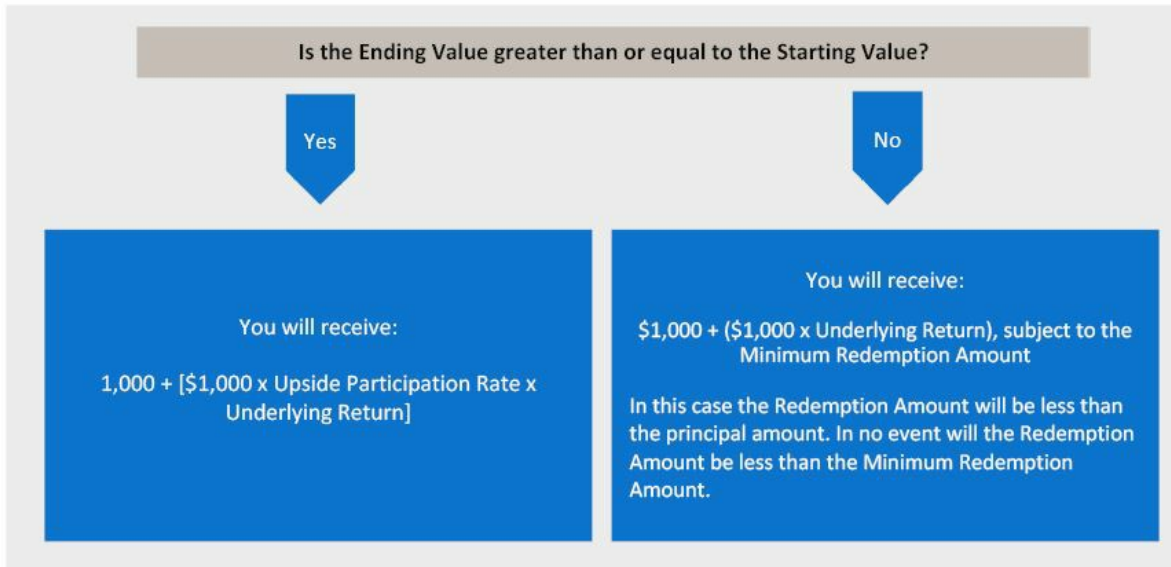 Is the Ending Value greater than or equal to the Starting Value?
Yes
No
You will receive:
1,000 + [$1,000 x Upside Participation Rate x
Underlying Return]
You will receive:
$1,000 + ($1,000 x Underlying Return), subject to the
Minimum Redemption Amount
In this case the Redemption Amount will be less than
the principal amount. In no event will the Redemption
Amount be less than the Minimum Redemption
Amount.